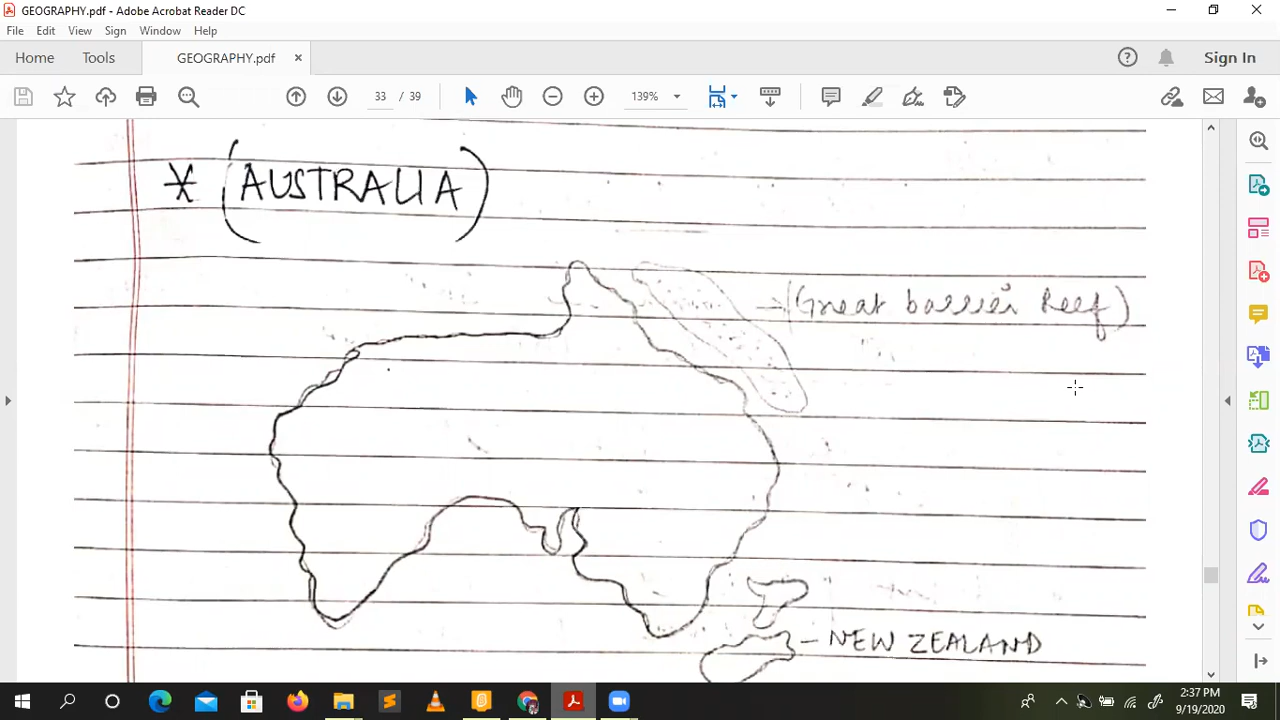 GEOGRAPHY.pdf - Adobe Acrobat Reader DC
File Edit View Sign Window Help
Home Tools GEOGRAPHY.pdf × Sign In
33 / 39 139%
(AUSTRALIA)
(Great barrier Reef)
- NEW ZEALAND
2:37 PM
9/19/2020